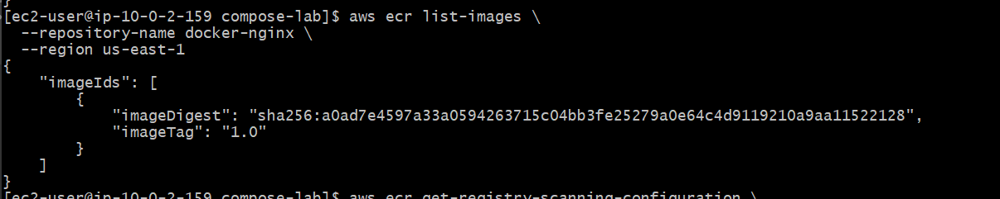 }
[ec2-user@ip-10-0-2-159 compose-lab]$ aws ecr list-images \
  --repository-name docker-nginx \
  --region us-east-1
{
    "imageIds": [
        {
            "imageDigest": "sha256:a0ad7e4597a33a0594263715c04bb3fe25279a0e64c4d9119210a9aa11522128",
            "imageTag": "1.0"
        }
    ]
}
[ec2-user@ip-10-0-2-159 compose-lab]$ aws ecr get-registry-scanning-configuration \